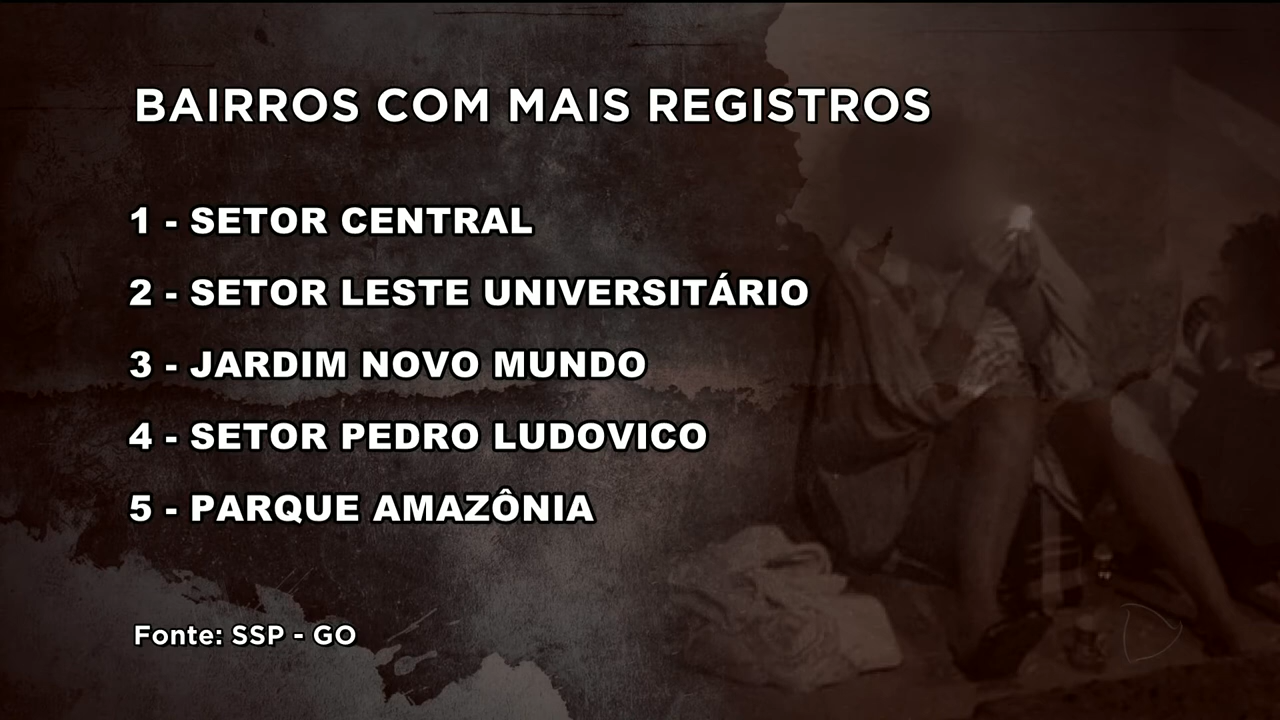 BAIRROS COM MAIS REGISTROS
1 - SETOR CENTRAL
2 - SETOR LESTE UNIVERSITÁRIO
3 - JARDIM NOVO MUNDO
4 - SETOR PEDRO LUDOVICO
5 - PARQUE AMAZÔNIA
Fonte: SSP - GO